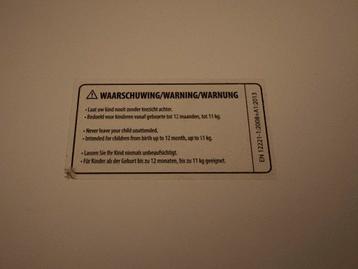 ⚠ WAARSCHUWING/WARNING/WARNUNG
• Laat uw kind nooit zonder toezicht achter.
• Bedoeld voor kinderen vanaf geboorte tot 12 maanden, tot 11 kg.
• Never leave your child unattended.
• Intended for children from birth up to 12 month, up to 11 kg.
• Lassen Sie Ihr Kind niemals unbeaufsichtigt.
• Für Kinder ab der Geburt bis zu 12 monaten, bis zu 11 kg geeignet.
EN 12221-1:2008+A1:2013